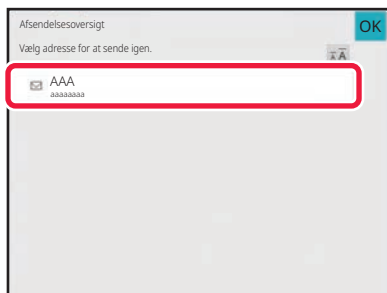 Afsendelsesoversigt
OK
Vælg adresse for at sende igen.
AAA
aaaaaaaa